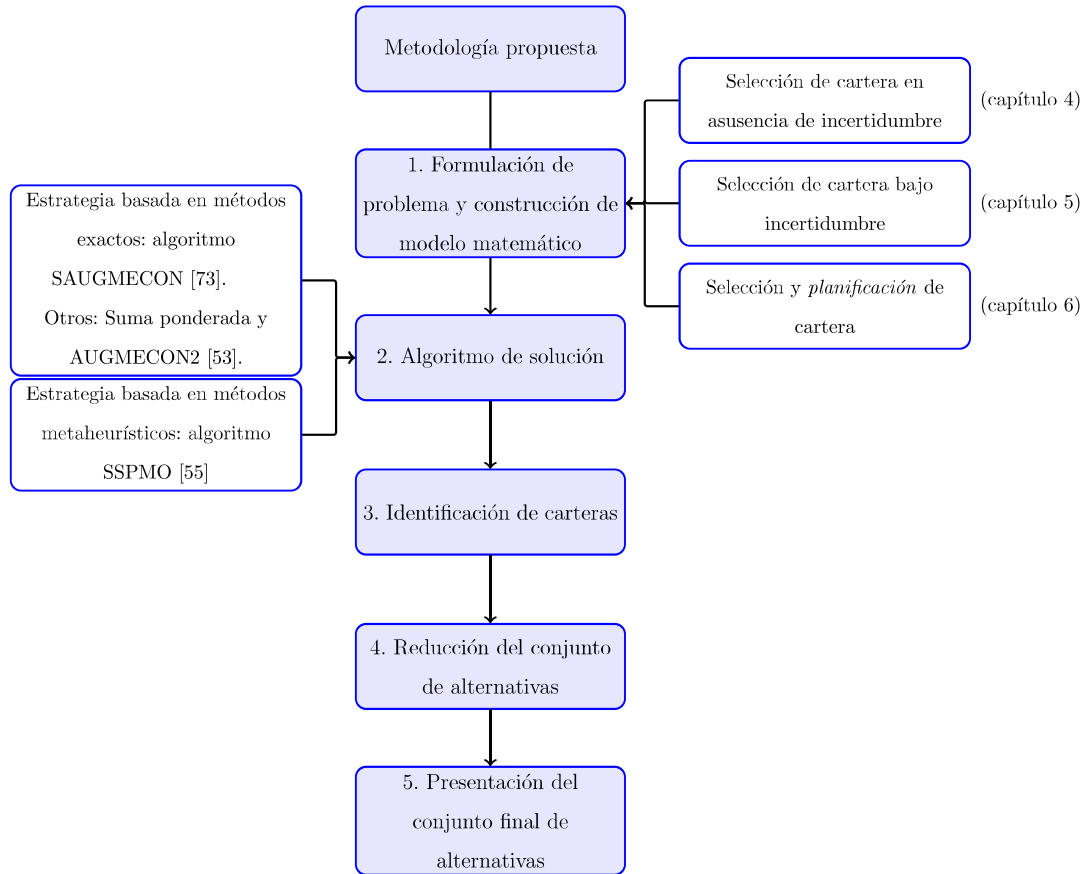 Metodología propuesta
Selección de cartera en
asusencia de incertidumbre
(capítulo 4)
1. Formulación de
problema y construcción de
modelo matemático
Selección de cartera bajo
incertidumbre
(capítulo 5)
Selección y planificación de
cartera
(capítulo 6)
Estrategia basada en métodos
exactos: algoritmo
SAUGMECON [73].
Otros: Suma ponderada y
AUGMECON2 [53].
Estrategia basada en métodos
metaheurísticos: algoritmo
SSPMO [55]
2. Algoritmo de solución
3. Identificación de carteras
4. Reducción del conjunto
de alternativas
5. Presentación del
conjunto final de
alternativas